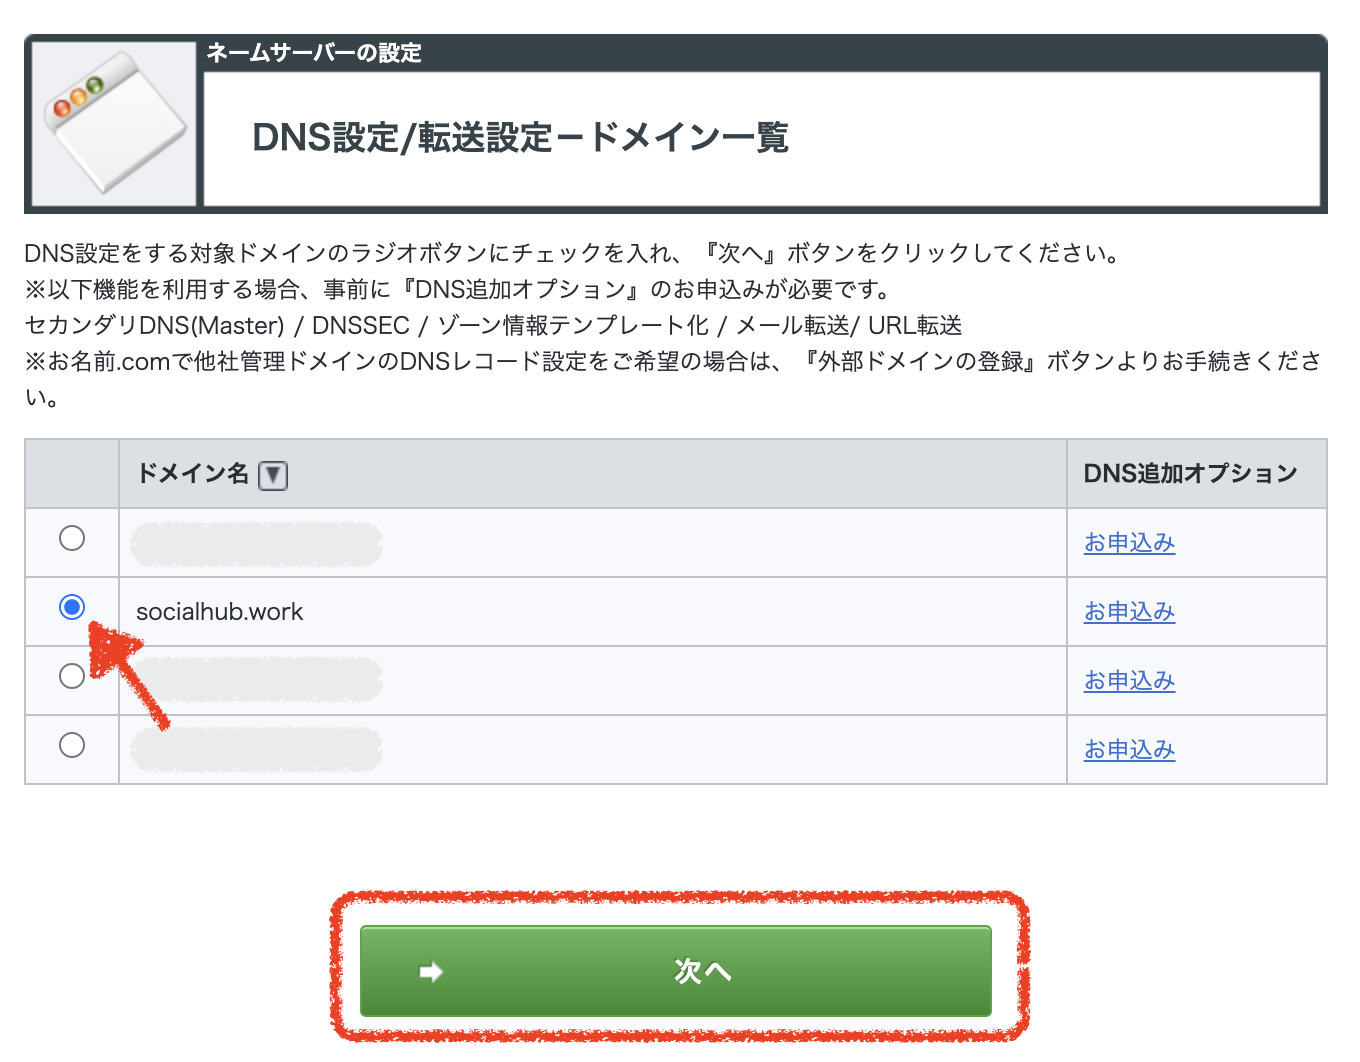 ネームサーバーの設定
DNS設定/転送設定－ドメイン一覧
DNS設定をする対象ドメインのラジオボタンにチェックを入れ、『次へ』ボタンをクリックしてください。
※以下機能を利用する場合、事前に『DNS追加オプション』のお申込みが必要です。
セカンダリDNS(Master) / DNSSEC / ゾーン情報テンプレート化 / メール転送/ URL転送
※お名前.comで他社管理ドメインのDNSレコード設定をご希望の場合は、『外部ドメインの登録』ボタンよりお手続きくださ
い。
ドメイン名 ▼ DNS追加オプション
お申込み
socialhub.work お申込み
お申込み
お申込み
次へ